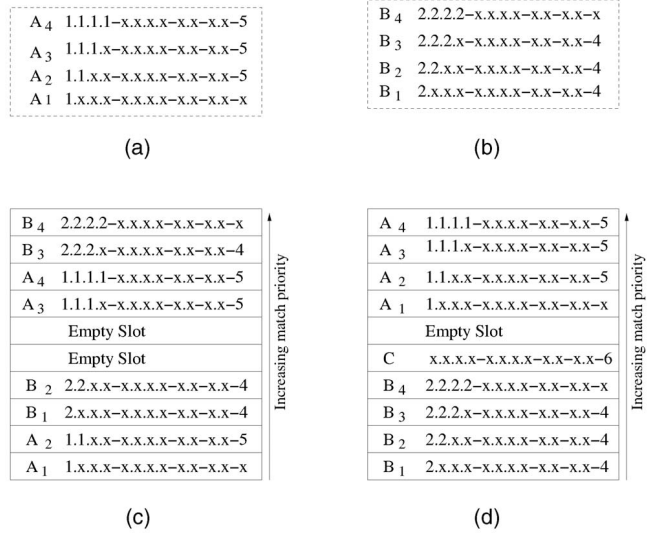 A 4 1.1.1.1–x.x.x.x–x.x–x.x–5
A 3 1.1.1.x–x.x.x.x–x.x–x.x–5
A 2 1.1.x.x–x.x.x.x–x.x–x.x–5
A 1 1.x.x.x–x.x.x.x–x.x–x.x–x
(a)
B 4 2.2.2.2–x.x.x.x–x.x–x.x–x
B 3 2.2.2.x–x.x.x.x–x.x–x.x–4
B 2 2.2.x.x–x.x.x.x–x.x–x.x–4
B 1 2.x.x.x–x.x.x.x–x.x–x.x–4
(b)
B 4 2.2.2.2–x.x.x.x–x.x–x.x–x
B 3 2.2.2.x–x.x.x.x–x.x–x.x–4
A 4 1.1.1.1–x.x.x.x–x.x–x.x–5
A 3 1.1.1.x–x.x.x.x–x.x–x.x–5
Empty Slot
Empty Slot
B 2 2.2.x.x–x.x.x.x–x.x–x.x–4
B 1 2.x.x.x–x.x.x.x–x.x–x.x–4
A 2 1.1.x.x–x.x.x.x–x.x–x.x–5
A 1 1.x.x.x–x.x.x.x–x.x–x.x–x
Increasing match priority
(c)
A 4 1.1.1.1–x.x.x.x–x.x–x.x–5
A 3 1.1.1.x–x.x.x.x–x.x–x.x–5
A 2 1.1.x.x–x.x.x.x–x.x–x.x–5
A 1 1.x.x.x–x.x.x.x–x.x–x.x–x
Empty Slot
C x.x.x.x–x.x.x.x–x.x–x.x–6
B 4 2.2.2.2–x.x.x.x–x.x–x.x–x
B 3 2.2.2.x–x.x.x.x–x.x–x.x–4
B 2 2.2.x.x–x.x.x.x–x.x–x.x–4
B 1 2.x.x.x–x.x.x.x–x.x–x.x–4
Increasing match priority
(d)